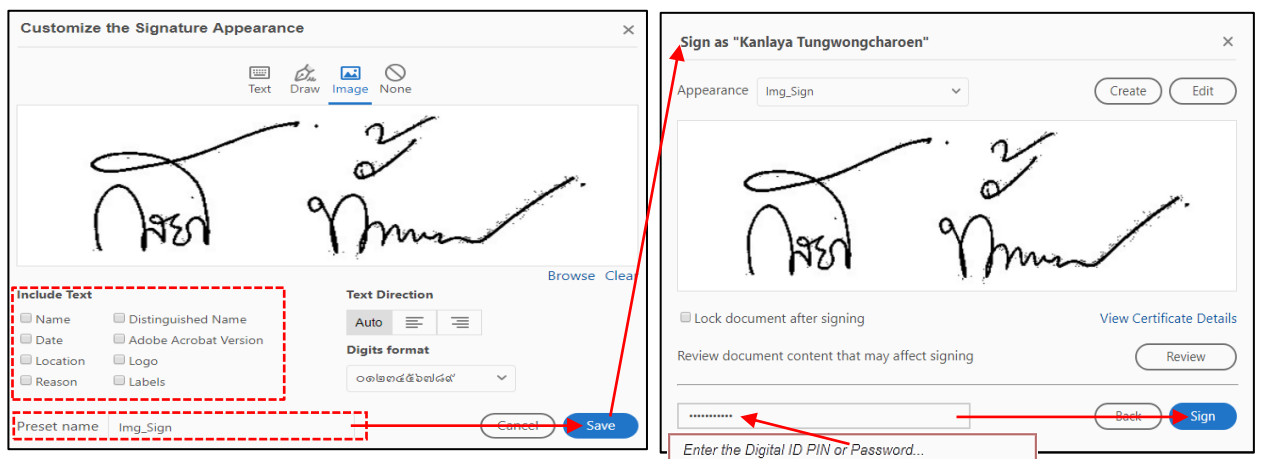 Customize the Signature Appearance
Text Draw Image None
Browse Clear
Include Text
Name Distinguished Name
Date Adobe Acrobat Version
Location Logo
Reason Labels
Text Direction
Auto
Digits format
๐๑๒๓๔๕๖๗๘๙
Preset name Img_Sign
Cancel Save
Sign as "Kanlaya Tungwongcharoen"
Appearance Img_Sign
Create Edit
Lock document after signing
View Certificate Details
Review document content that may affect signing
Review
Back Sign
Enter the Digital ID PIN or Password...